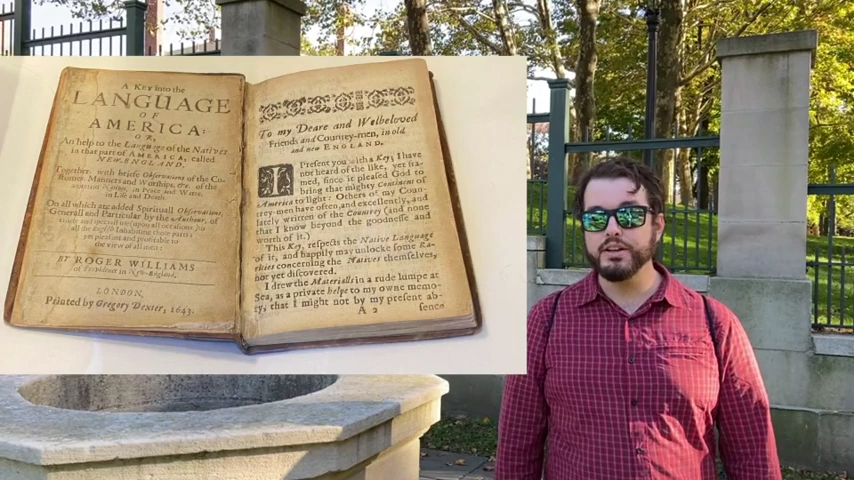 A KEY into the
LANGUAGE
OF
AMERICA:
OR,
An help to the Language of the Natives
in that part of AMERICA, called
NEW-ENGLAND.
Together, with briefe Observations of the Cu-
stomes, Manners and Worships, &c. of the
aforesaid Natives, in Peace and Warre,
in Life and Death.
On all which are added Spirituall Observations,
Generall and Particular by the Authour, of
chiefe and speciall use (upon all occasions,) to
all the English Inhabiting those parts;
yet pleasant and profitable to
the view of all men:
BY ROGER WILLIAMS
of Providence in New-England.
LONDON,
Printed by Gregory Dexter, 1643.
To my Deare and Welbeloved
Friends and Countrey-men, in old
and new ENGLAND.
I Present you with a Key; I have
not heard of the like, yet fra-
med, since it pleased God to
bring that mighty Continent of
America to light: Others of my Coun-
trey-men have often, and excellently, and
lately written of the Countrey (and none
that I know beyond the goodnesse and
worth of it.)
This Key, respects the Native Language
of it, and happily may unlocke some Ra-
rities concerning the Natives themselves,
not yet discovered.
I drew the Materialls in a rude lumpe at
Sea, as a private helpe to my owne memo-
ry, that I might not by my present ab-
A 2 sence